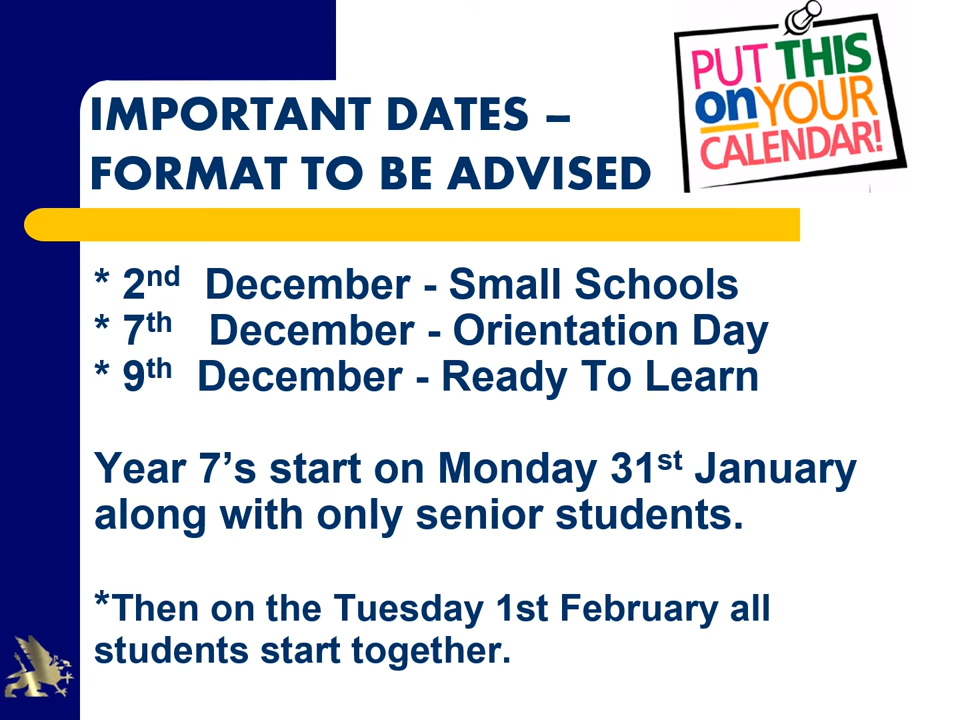 PUT THIS
on YOUR
CALENDAR!
IMPORTANT DATES –
FORMAT TO BE ADVISED
* 2nd December - Small Schools
* 7th December - Orientation Day
* 9th December - Ready To Learn
Year 7’s start on Monday 31st January
along with only senior students.
*Then on the Tuesday 1st February all
students start together.